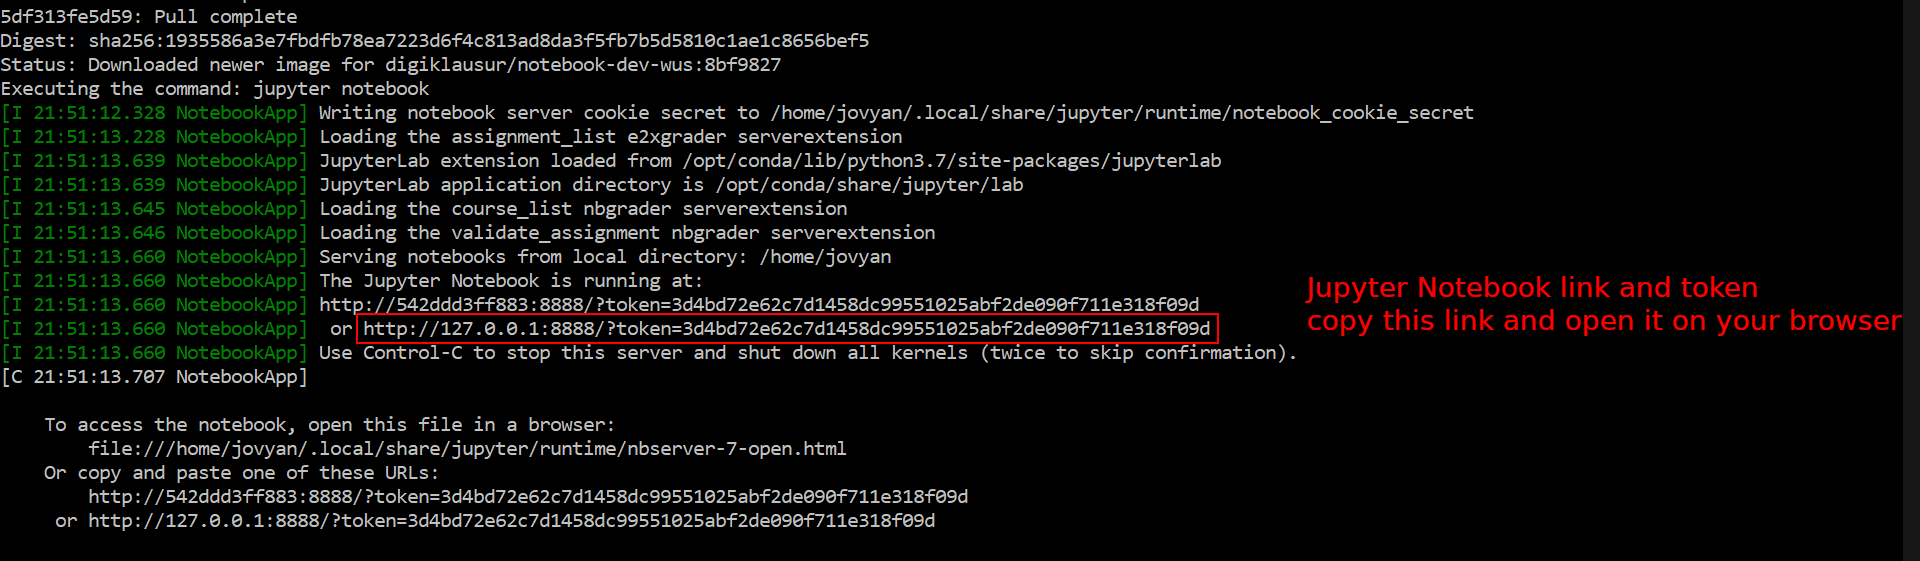 5df313fe5d59: Pull complete
Digest: sha256:1935586a3e7fbdfb78ea7223d6f4c813ad8da3f5fb7b5d5810c1ae1c8656bef5
Status: Downloaded newer image for digiklausur/notebook-dev-wus:8bf9827
Executing the command: jupyter notebook
[I 21:51:12.328 NotebookApp] Writing notebook server cookie secret to /home/jovyan/.local/share/jupyter/runtime/notebook_cookie_secret
[I 21:51:13.228 NotebookApp] Loading the assignment_list e2xgrader serverextension
[I 21:51:13.639 NotebookApp] JupyterLab extension loaded from /opt/conda/lib/python3.7/site-packages/jupyterlab
[I 21:51:13.639 NotebookApp] JupyterLab application directory is /opt/conda/share/jupyter/lab
[I 21:51:13.645 NotebookApp] Loading the course_list nbgrader serverextension
[I 21:51:13.646 NotebookApp] Loading the validate_assignment nbgrader serverextension
[I 21:51:13.660 NotebookApp] Serving notebooks from local directory: /home/jovyan
[I 21:51:13.660 NotebookApp] The Jupyter Notebook is running at:
[I 21:51:13.660 NotebookApp] http://542ddd3ff883:8888/?token=3d4bd72e62c7d1458dc99551025abf2de090f711e318f09d
[I 21:51:13.660 NotebookApp]  or http://127.0.0.1:8888/?token=3d4bd72e62c7d1458dc99551025abf2de090f711e318f09d
[I 21:51:13.660 NotebookApp] Use Control-C to stop this server and shut down all kernels (twice to skip confirmation).
[C 21:51:13.707 NotebookApp]
Jupyter Notebook link and token
copy this link and open it on your browser
To access the notebook, open this file in a browser:
file:///home/jovyan/.local/share/jupyter/runtime/nbserver-7-open.html
Or copy and paste one of these URLs:
http://542ddd3ff883:8888/?token=3d4bd72e62c7d1458dc99551025abf2de090f711e318f09d
or http://127.0.0.1:8888/?token=3d4bd72e62c7d1458dc99551025abf2de090f711e318f09d